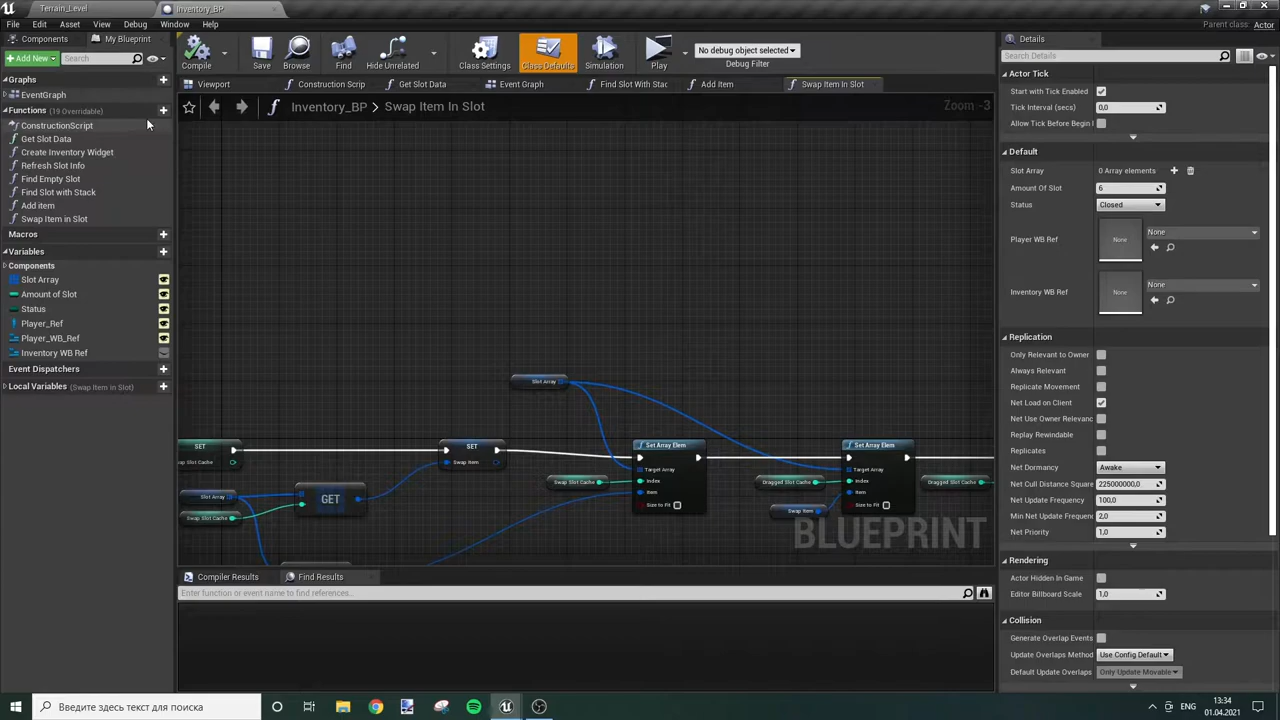 Terrain_Level
Inventory_BP
Parent class: Actor
File Edit Asset View Debug Window Help
Components
My Blueprint
Add New
Search
Graphs
EventGraph
Functions (19 Overridable)
ConstructionScript
Get Slot Data
Create Inventory Widget
Refresh Slot Info
Find Empty Slot
Find Slot with Stack
Add item
Swap Item in Slot
Macros
Variables
Components
Slot Array
Amount of Slot
Status
Player_Ref
Player_WB_Ref
Inventory WB Ref
Event Dispatchers
Local Variables (Swap Item in Slot)
Compile
Save
Browse
Find
Hide Unrelated
Class Settings
Class Defaults
Simulation
Play
No debug object selected
Debug Filter
Viewport
Construction Scrip
Get Slot Data
Event Graph
Find Slot With Stac
Add Item
Swap Item In Slot
Inventory_BP > Swap Item In Slot
Zoom -3
Slot Array
SET
ap Slot Cache
SET
Swap Item
Slot Array
Swap Slot Cache
GET
Set Array Elem
Target Array
Swap Slot Cache
Index
Item
Size to Fit
Set Array Elem
Target Array
Dragged Slot Cache
Index
Swap Item
Item
Size to Fit
Dragged Slot Cache
BLUEPRINT
Compiler Results
Find Results
Enter function or event name to find references...
Details
Search Details
Actor Tick
Start with Tick Enabled
Tick Interval (secs) 0,0
Allow Tick Before Begin
Default
Slot Array 0 Array elements
Amount Of Slot 6
Status Closed
Player WB Ref None None
Inventory WB Ref None None
Replication
Only Relevant to Owner
Always Relevant
Replicate Movement
Net Load on Client
Net Use Owner Relevanc
Replay Rewindable
Replicates
Net Dormancy Awake
Net Cull Distance Square 225000000,0
Net Update Frequency 100,0
Min Net Update Frequen 2,0
Net Priority 1,0
Rendering
Actor Hidden In Game
Editor Billboard Scale 1,0
Collision
Generate Overlap Events
Update Overlaps Method Use Config Default
Default Update Overlaps Only Update Movable
Введите здесь текст для поиска
ENG
13:34
01.04.2021